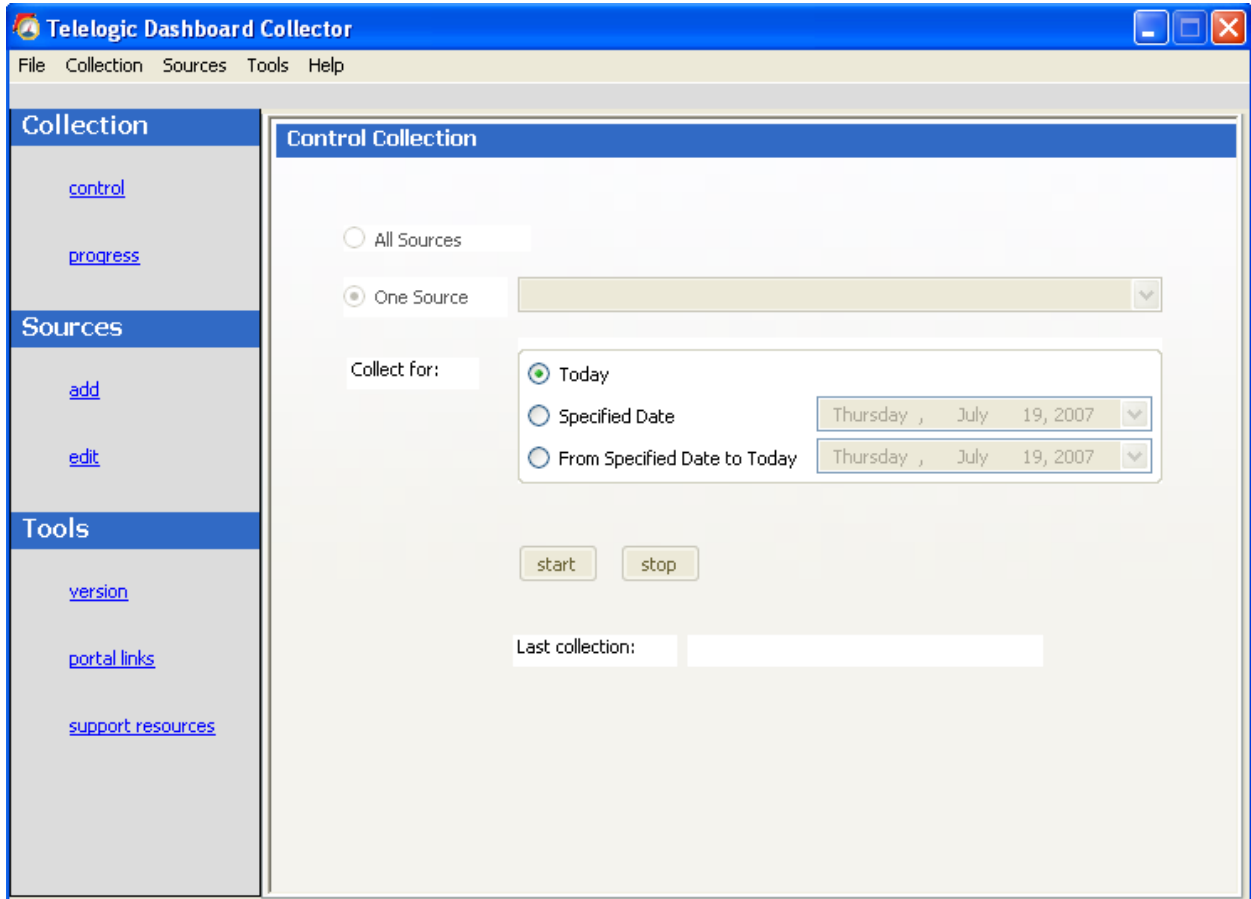 Telelogic Dashboard Collector
File Collection Sources Tools Help
Collection
control
progress
Sources
add
edit
Tools
version
portal links
support resources
Control Collection
All Sources
One Source
Collect for:
Today
Specified Date
Thursday , July 19, 2007
From Specified Date to Today
Thursday , July 19, 2007
start stop
Last collection: